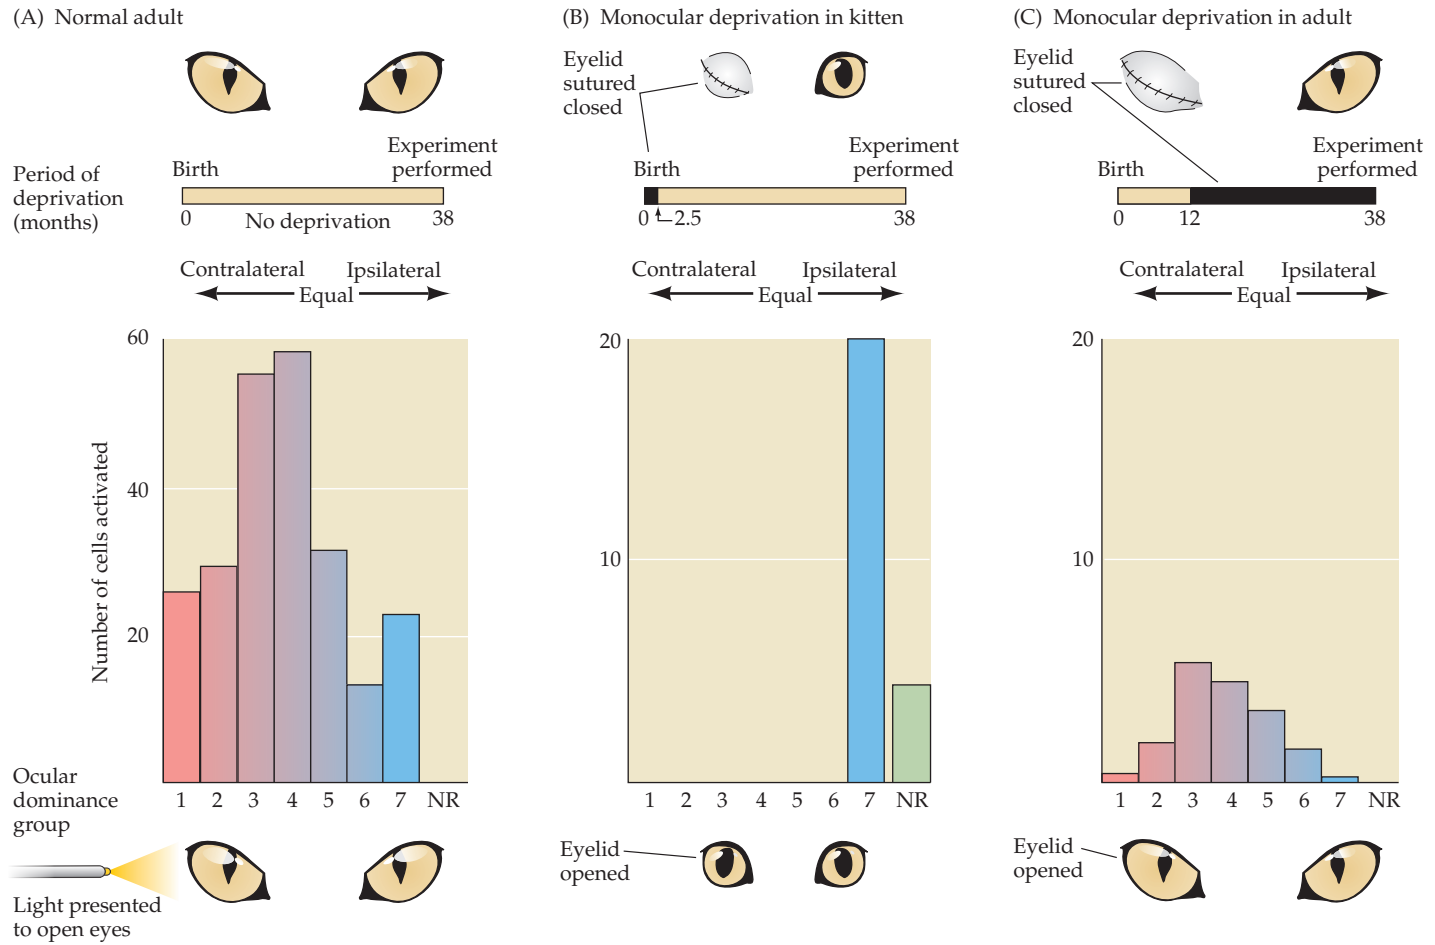 (A) Normal adult
Period of
deprivation
(months)
Birth
Experiment
performed
0
No deprivation
38
Contralateral
Ipsilateral
Equal
Number of cells activated
60
40
20
1 2 3 4 5 6 7 NR
Ocular
dominance
group
Light presented
to open eyes
(B) Monocular deprivation in kitten
Eyelid
sutured
closed
Birth
Experiment
performed
0
2.5
38
Contralateral
Ipsilateral
Equal
20
10
1 2 3 4 5 6 7 NR
Eyelid
opened
(C) Monocular deprivation in adult
Eyelid
sutured
closed
Birth
Experiment
performed
0
12
38
Contralateral
Ipsilateral
Equal
20
10
1 2 3 4 5 6 7 NR
Eyelid
opened